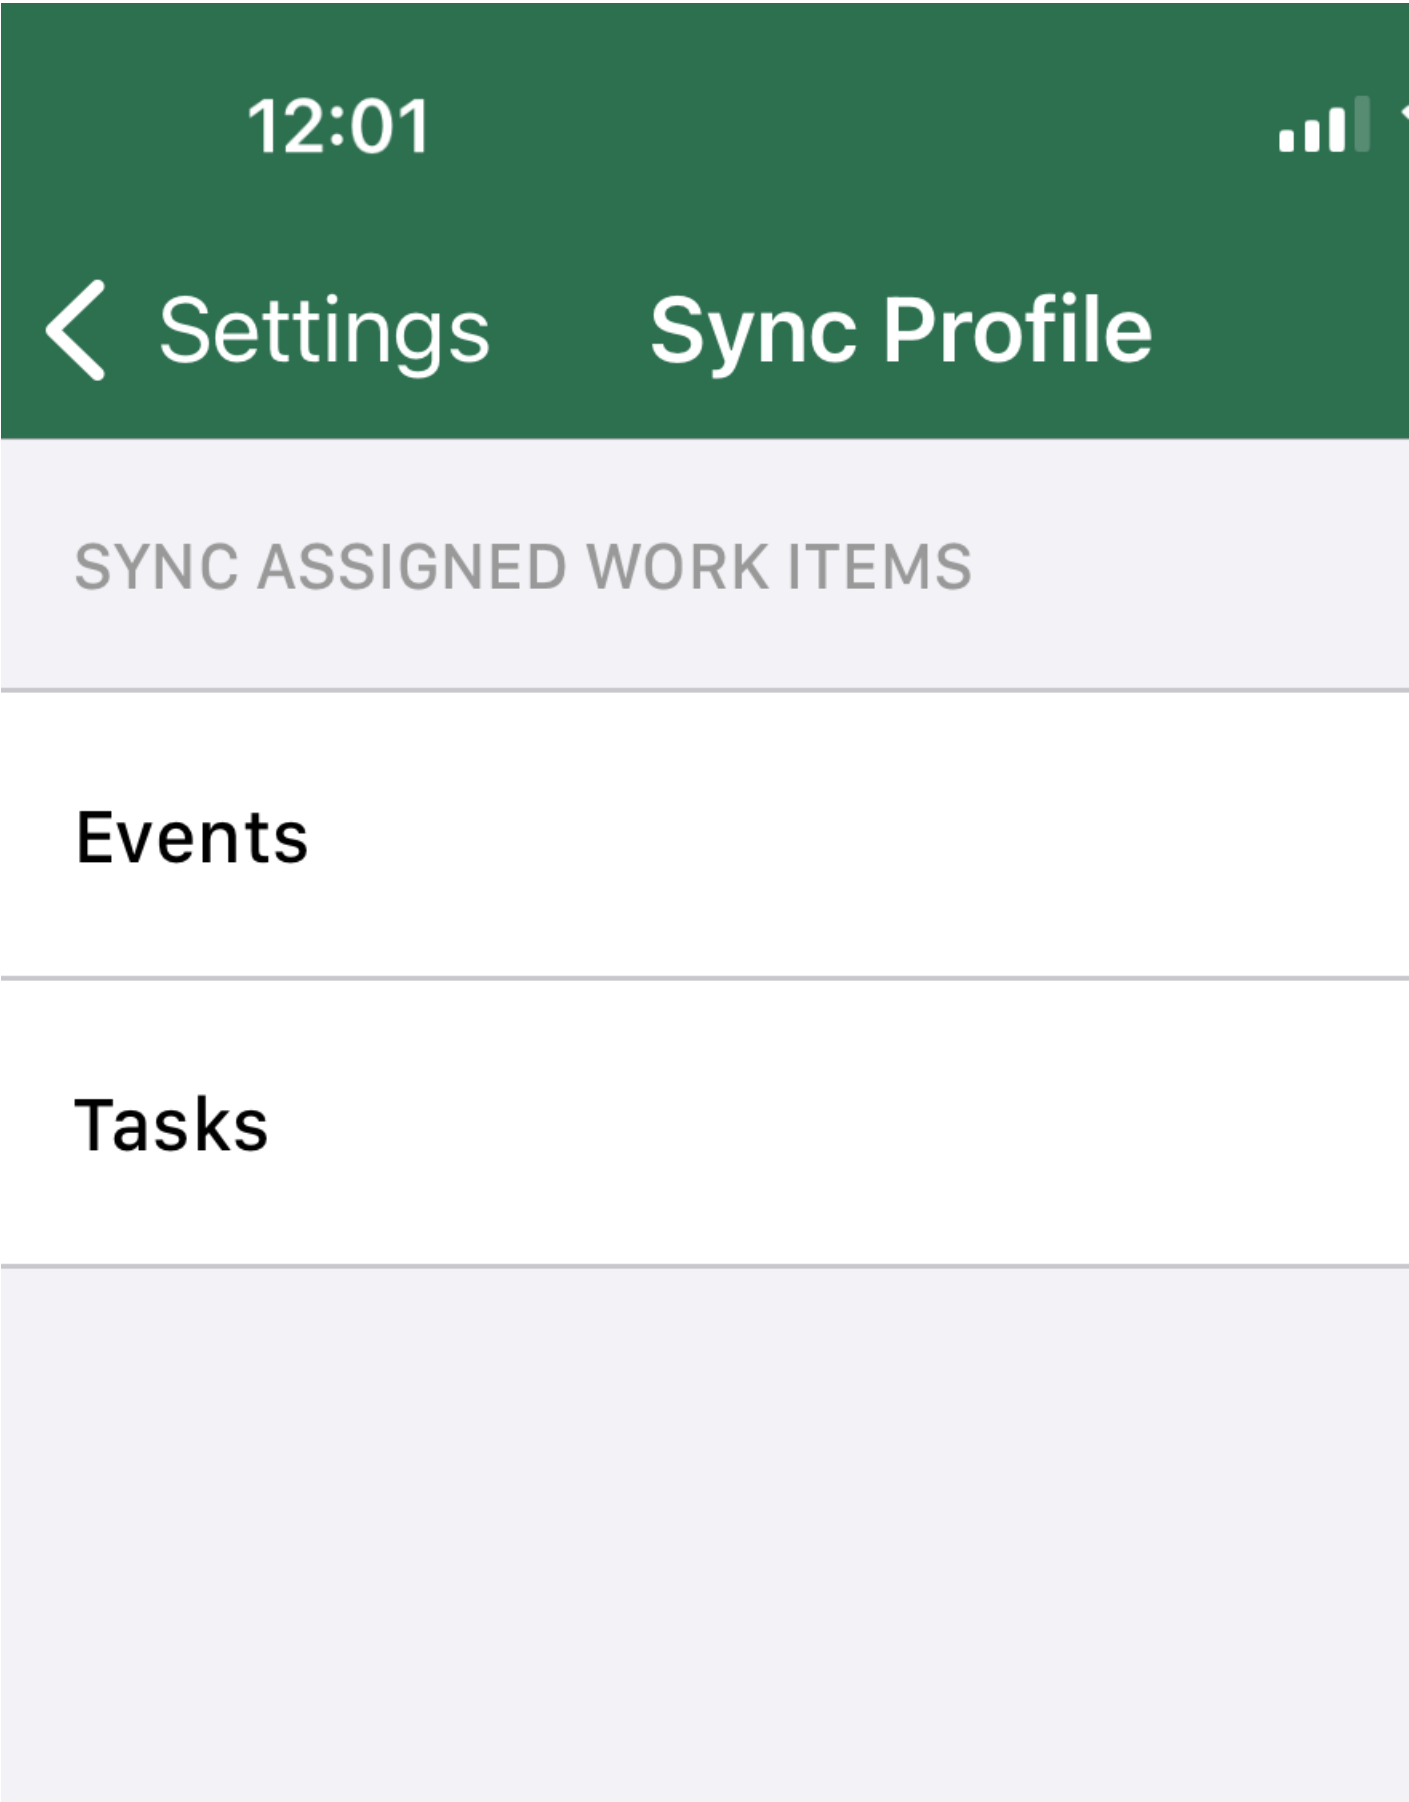 12:01
Settings
Sync Profile
SYNC ASSIGNED WORK ITEMS
Events
Tasks